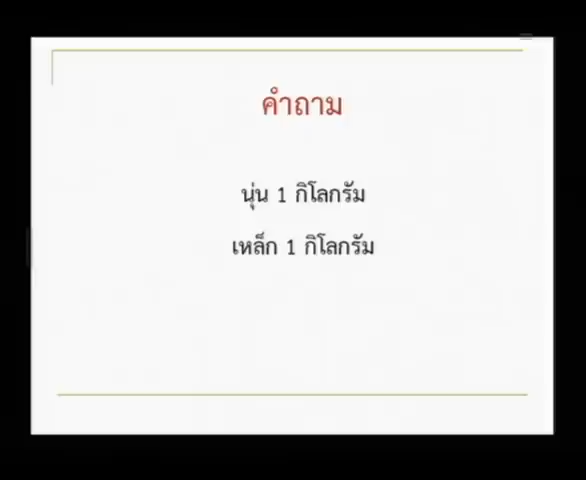 คำถาม
นุ่น 1 กิโลกรัม
เหล็ก 1 กิโลกรัม